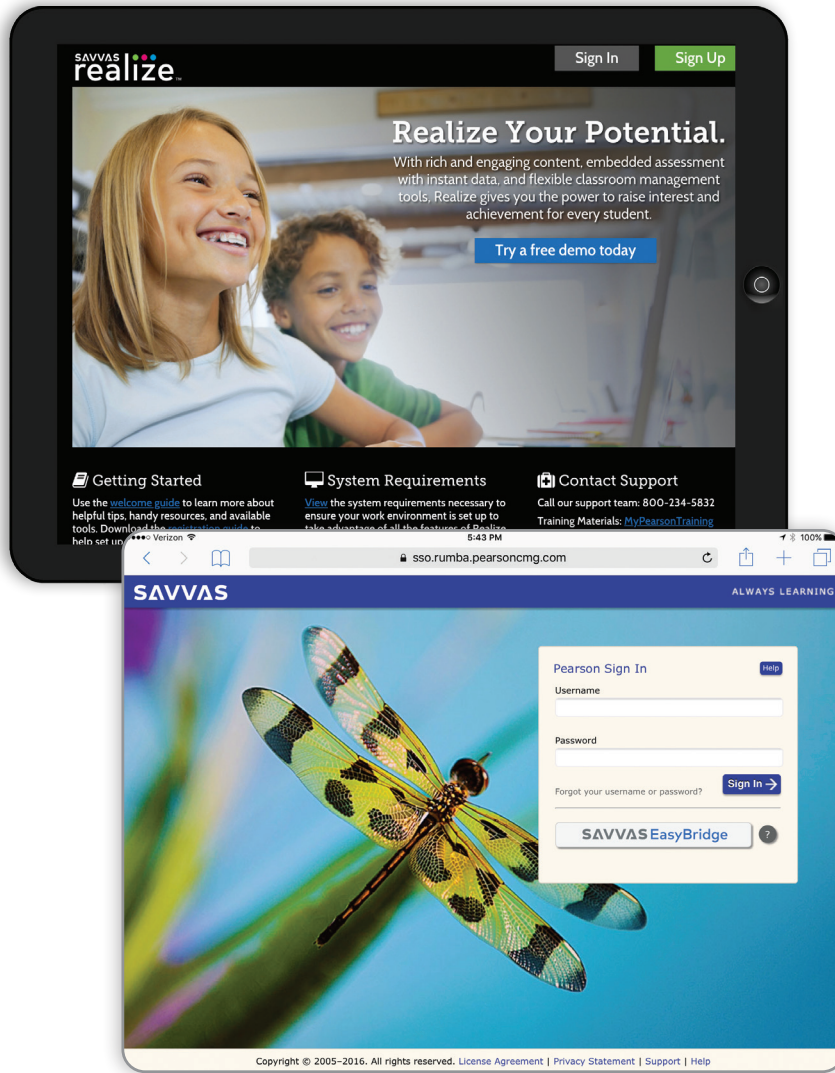 SAVVAS
realize™
Sign In
Sign Up
Realize Your Potential.
With rich and engaging content, embedded assessment
with instant data, and flexible classroom management
tools, Realize gives you the power to raise interest and
achievement for every student.
Try a free demo today
Getting Started
Use the welcome guide to learn more about
helpful tips, handy resources, and available
tools. Download the registration guide to
help set up
System Requirements
View the system requirements necessary to
ensure your work environment is set up to
take advantage of all the features of Realize
Contact Support
Call our support team: 800-234-5832
Training Materials: MyPearsonTraining
Verizon
5:43 PM
100%
sso.rumba.pearsoncmg.com
SAVVAS
ALWAYS LEARNING
Pearson Sign In
Help
Username
Password
Forgot your username or password?
Sign In →
SAVVAS EasyBridge
?
Copyright © 2005–2016. All rights reserved. License Agreement | Privacy Statement | Support | Help